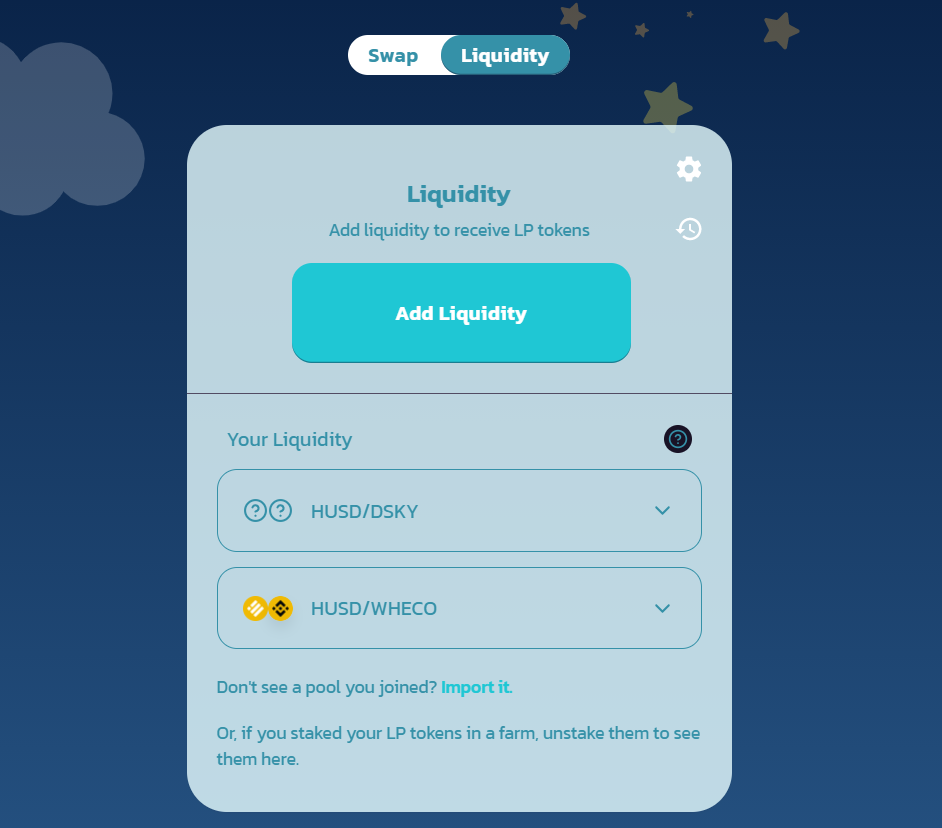 Swap
Liquidity
Liquidity
Add liquidity to receive LP tokens
Add Liquidity
Your Liquidity
HUSD/DSKY
HUSD/WHECO
Don't see a pool you joined? Import it.
Or, if you staked your LP tokens in a farm, unstake them to see
them here.